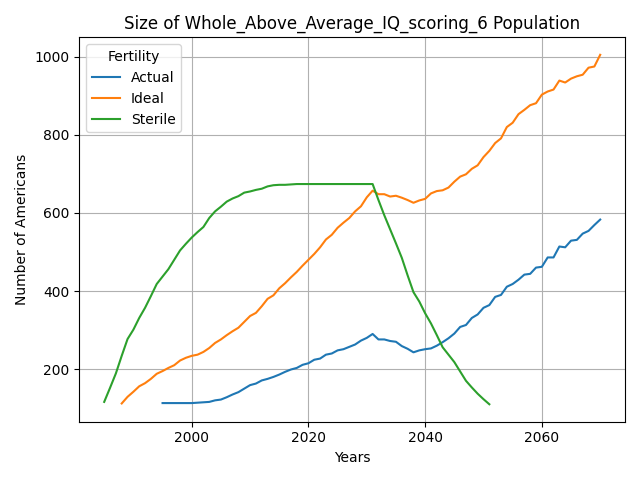 Size of Whole_Above_Average_IQ_scoring_6 Population
Fertility
Actual
Ideal
Sterile
Number of Americans
1000
800
600
400
200
2000
2020
2040
2060
Years